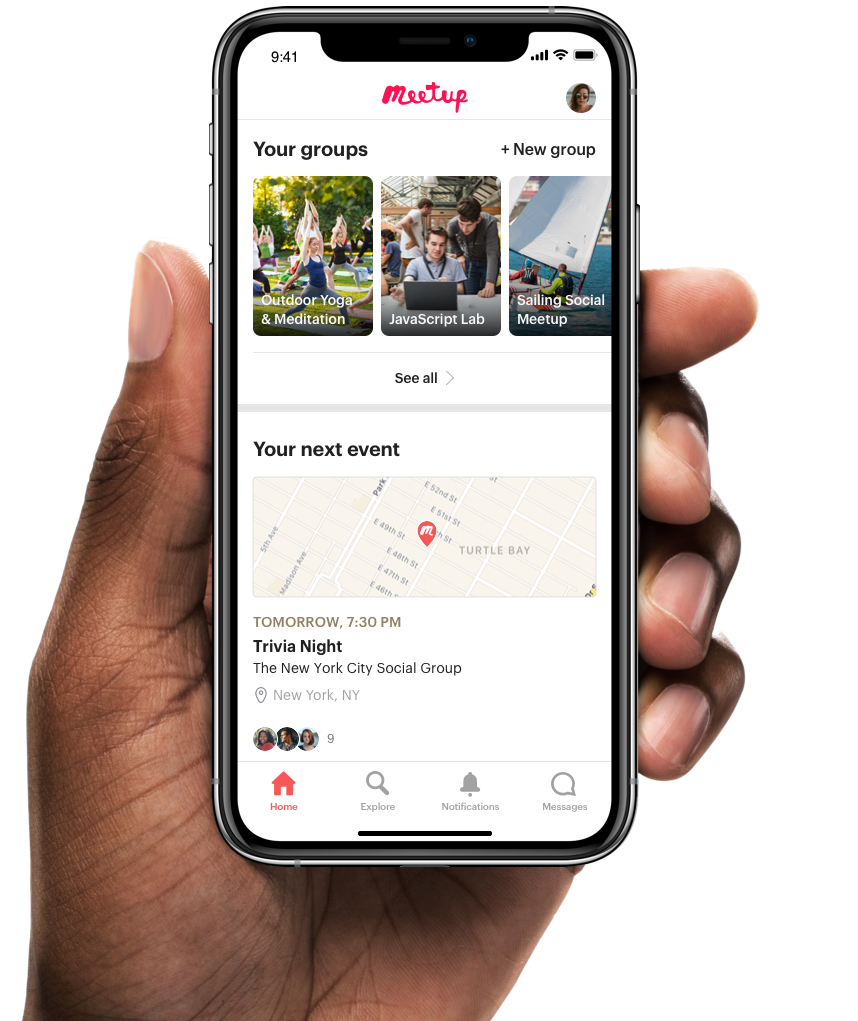 9:41
Meetup
Your groups
+ New group
Outdoor Yoga
& Meditation
JavaScript Lab
Sailing Social
Meetup
See all
Your next event
Park
E 52nd St
E 51st St
E 49th St
h St
5th Ave
E 48th St
TURTLE BAY
Madison Ave
E 47th St
E 46th St
TOMORROW, 7:30 PM
Trivia Night
The New York City Social Group
New York, NY
9
Home
Explore
Notifications
Messages